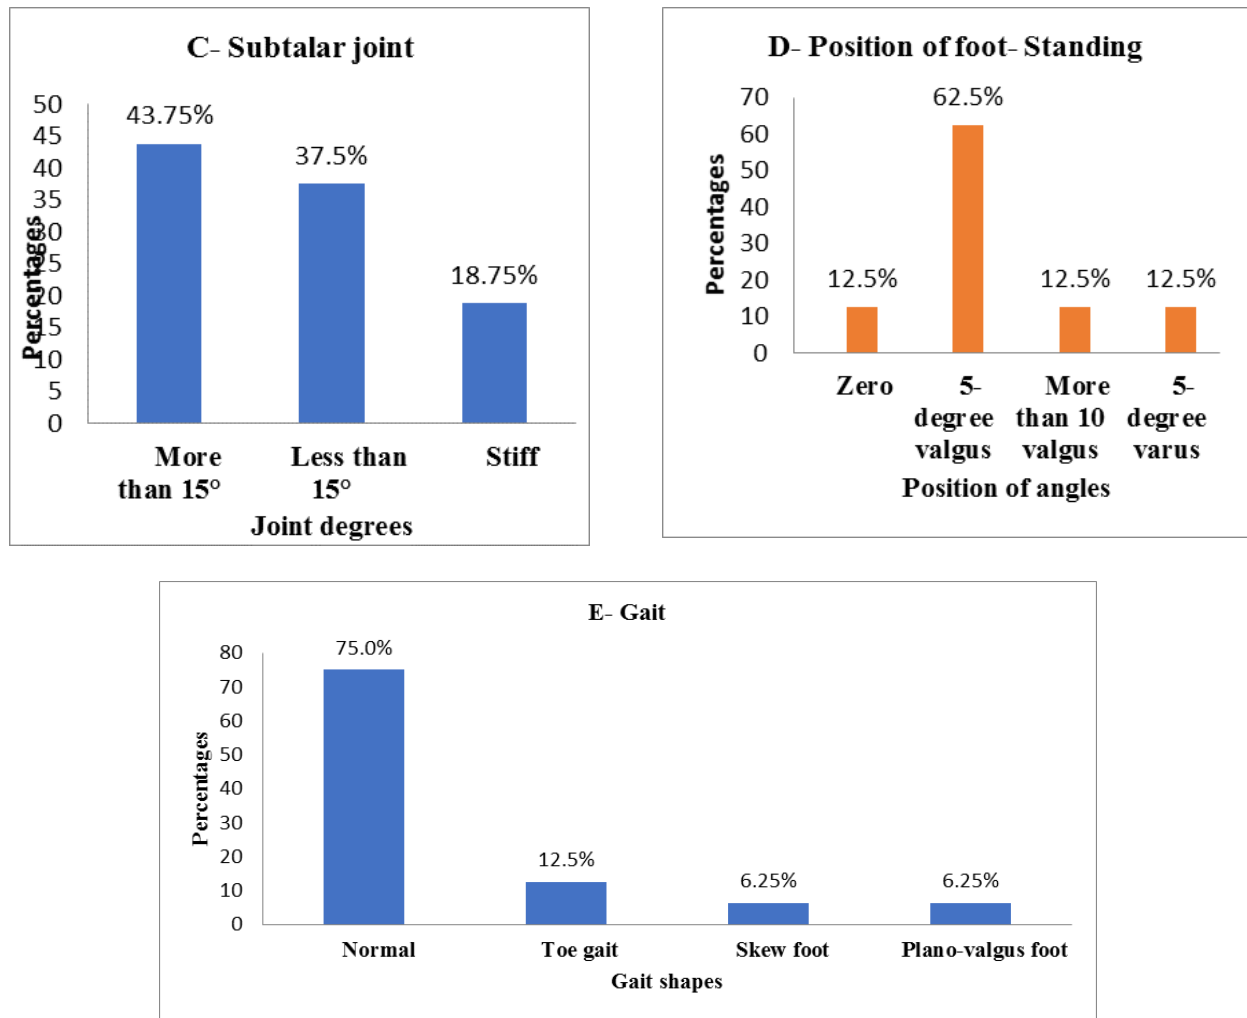 C- Subtalar joint
50
45
40
35
30
25
20
15
10
5
0
Percentages
43.75%
37.5%
18.75%
More than 15°
Less than 15°
Stiff
Joint degrees
D- Position of foot- Standing
70
60
50
40
30
20
10
0
Percentages
12.5%
62.5%
12.5%
12.5%
Zero
5-
degree
valgus
More
than 10
valgus
5-
degree
varus
Position of angles
E- Gait
80
70
60
50
40
30
20
10
0
Percentages
75.0%
12.5%
6.25%
6.25%
Normal
Toe gait
Skew foot
Plano-valgus foot
Gait shapes